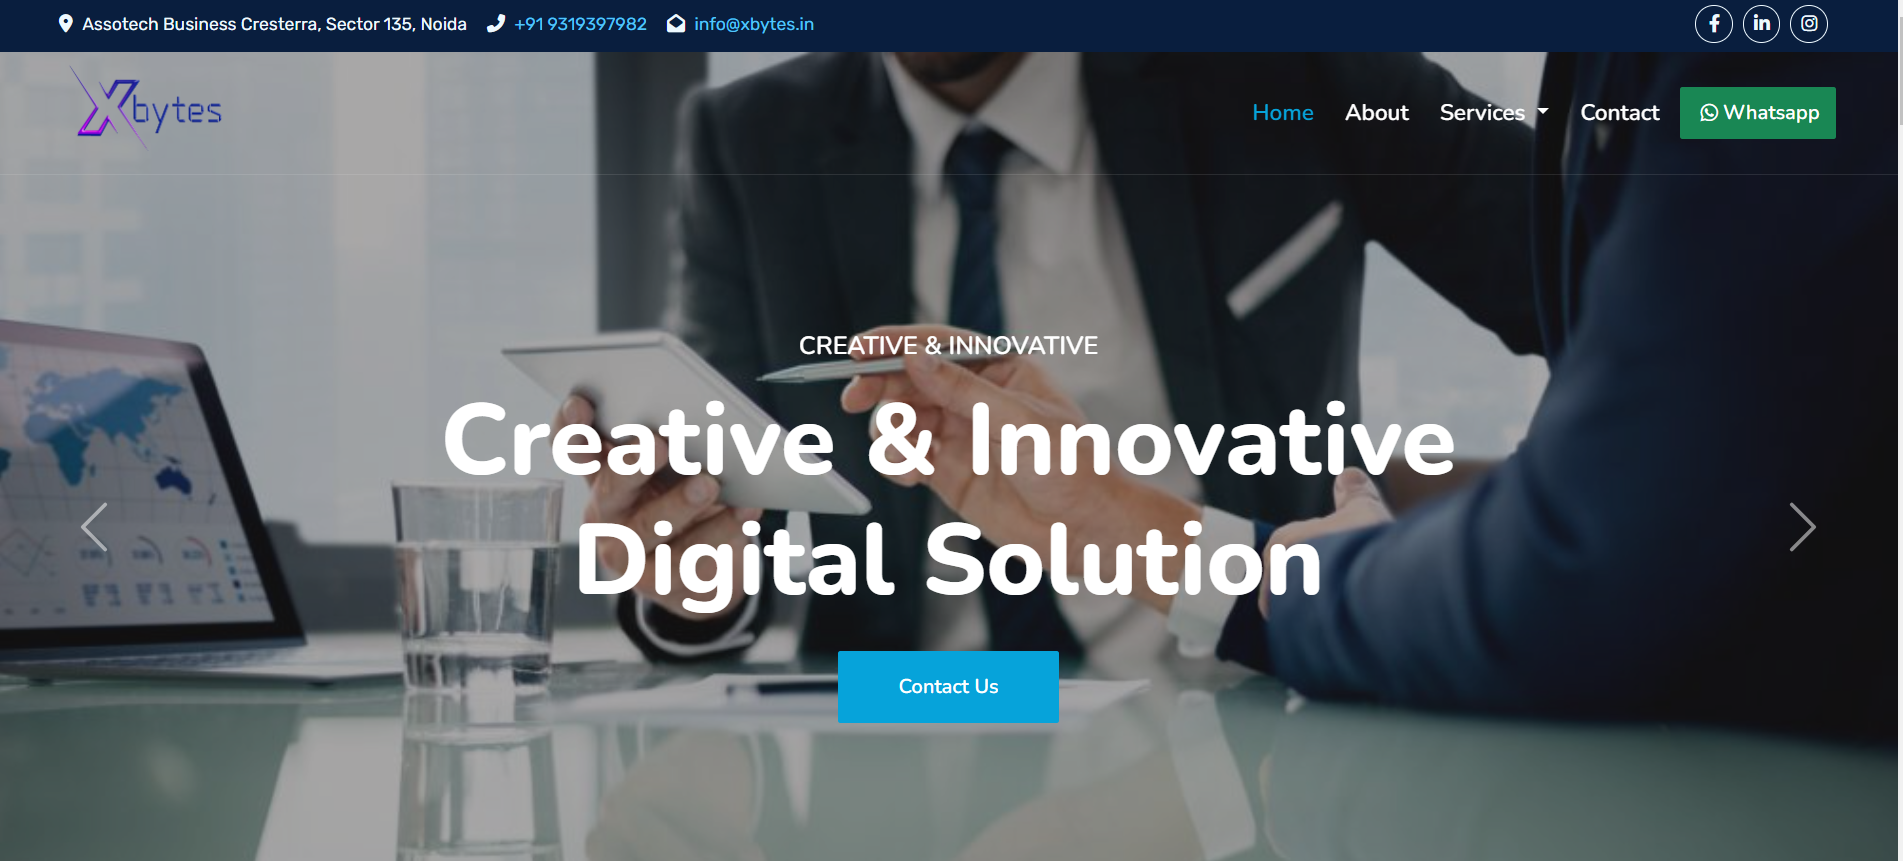 Assotech Business Cresterra, Sector 135, Noida +91 9319397982 info@xbytes.in
Xbytes
Home About Services Contact Whatsapp
CREATIVE & INNOVATIVE
Creative & Innovative
Digital Solution
Contact Us